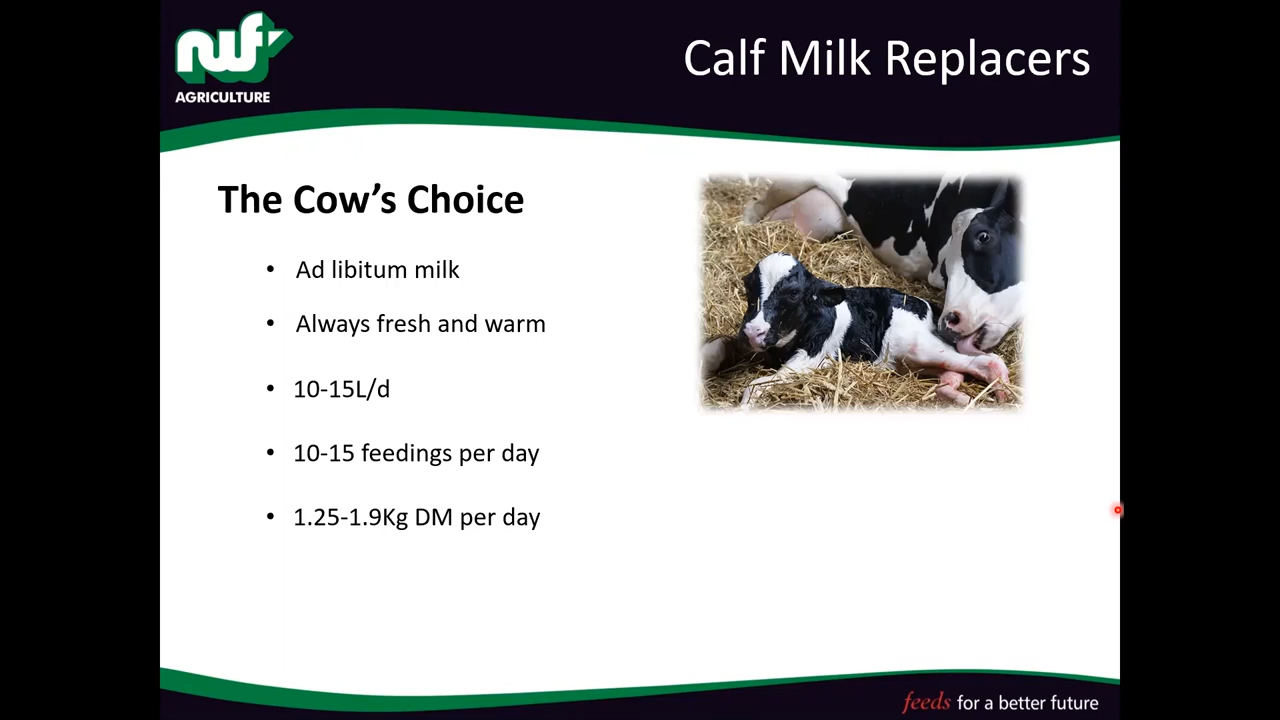 nwf
AGRICULTURE
Calf Milk Replacers
The Cow’s Choice
• Ad libitum milk
• Always fresh and warm
• 10-15L/d
• 10-15 feedings per day
• 1.25-1.9Kg DM per day
feeds for a better future